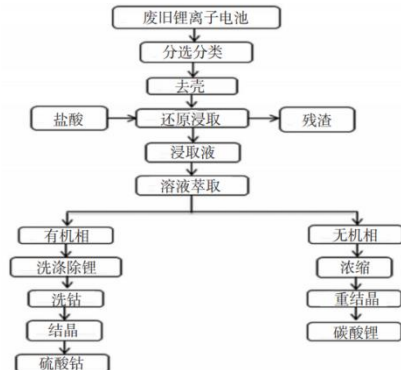 废旧锂离子电池
分选分类
去壳
盐酸
还原浸取
残渣
浸取液
溶液萃取
有机相
无机相
洗涤除锂
浓缩
洗钴
重结晶
结晶
碳酸锂
硫酸钴